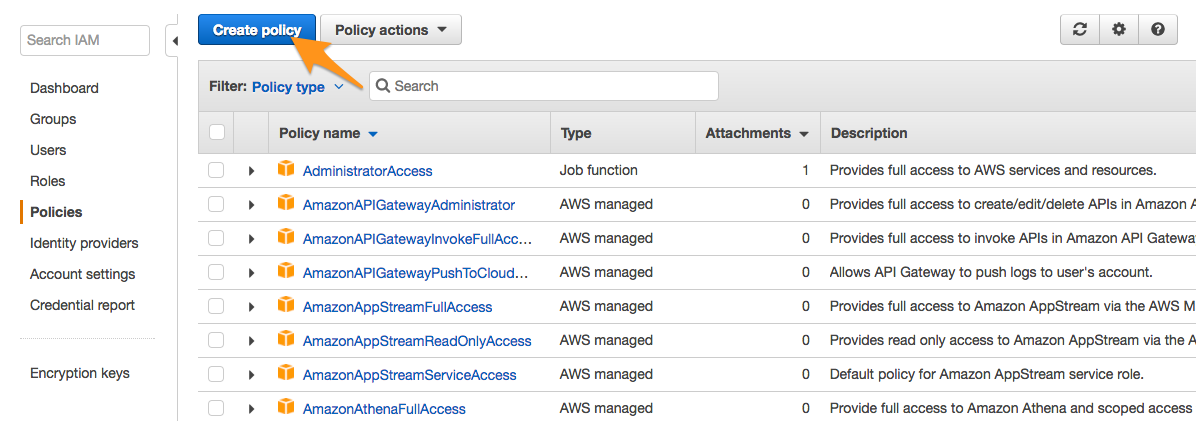 Search IAM
Dashboard
Groups
Users
Roles
Policies
Identity providers
Account settings
Credential report
Encryption keys
Create policy Policy actions
Filter: Policy type Search
Policy name Type Attachments Description
AdministratorAccess Job function 1 Provides full access to AWS services and resources.
AmazonAPIGatewayAdministrator AWS managed 0 Provides full access to create/edit/delete APIs in Amazon A
AmazonAPIGatewayInvokeFullAcc... AWS managed 0 Provides full access to invoke APIs in Amazon API Gateway
AmazonAPIGatewayPushToCloud... AWS managed 0 Allows API Gateway to push logs to user's account.
AmazonAppStreamFullAccess AWS managed 0 Provides full access to Amazon AppStream via the AWS M
AmazonAppStreamReadOnlyAccess AWS managed 0 Provides read only access to Amazon AppStream via the A
AmazonAppStreamServiceAccess AWS managed 0 Default policy for Amazon AppStream service role.
AmazonAthenaFullAccess AWS managed 0 Provide full access to Amazon Athena and scoped access